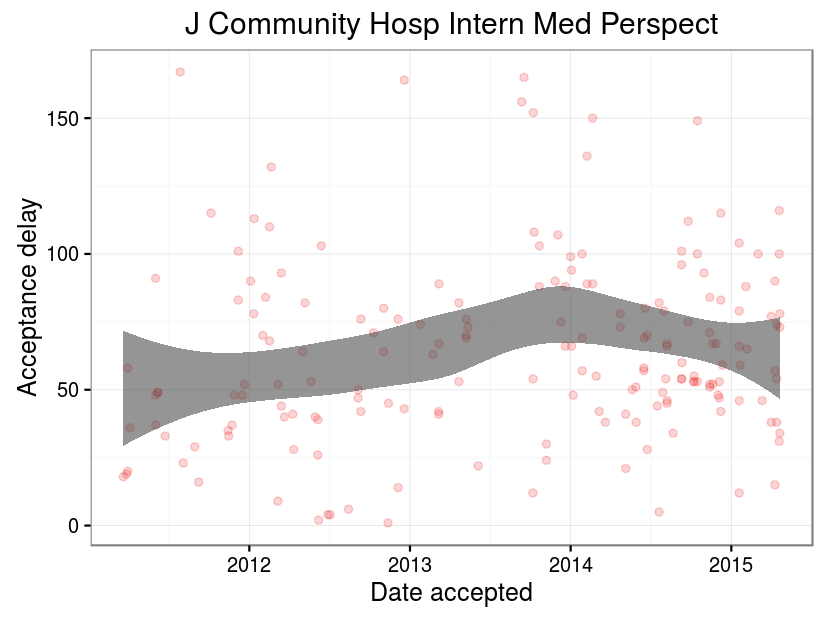 J Community Hosp Intern Med Perspect
Acceptance delay
150
100
50
0
2012 2013 2014 2015
Date accepted